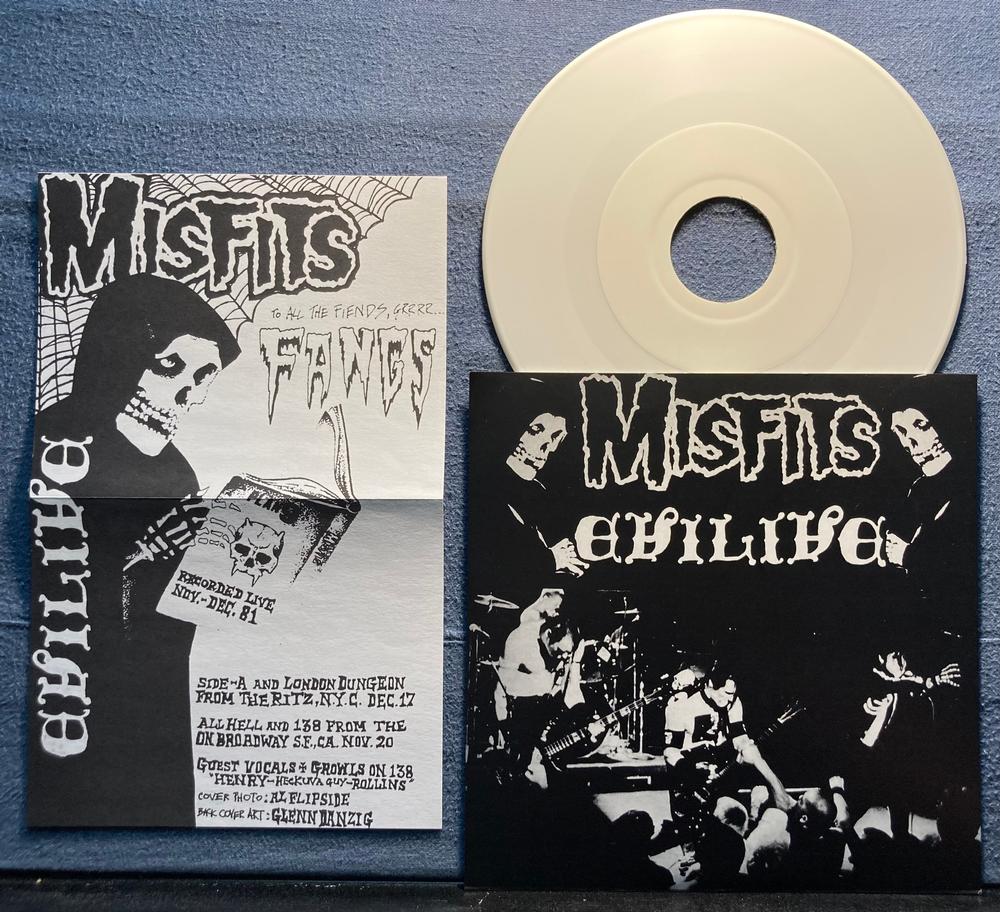 MISFITS
TO ALL THE FIENDS, GRRRR...
FANGS
EVILIVE
RECORDED LIVE
NOV.-DEC. 81
SIDE-A AND LONDON DUNGEON
FROM THE RITZ, N.Y.C. DEC. 17
ALL HELL AND 138 FROM THE
ON BROADWAY S.F., CA. NOV. 20
GUEST VOCALS + GROWLS ON 138
"HENRY-HECKUVA GUY-ROLLINS"
COVER PHOTO: AL FLIPSIDE
BACK COVER ART: GLENN DANZIG
MISFITS
EVILIVE